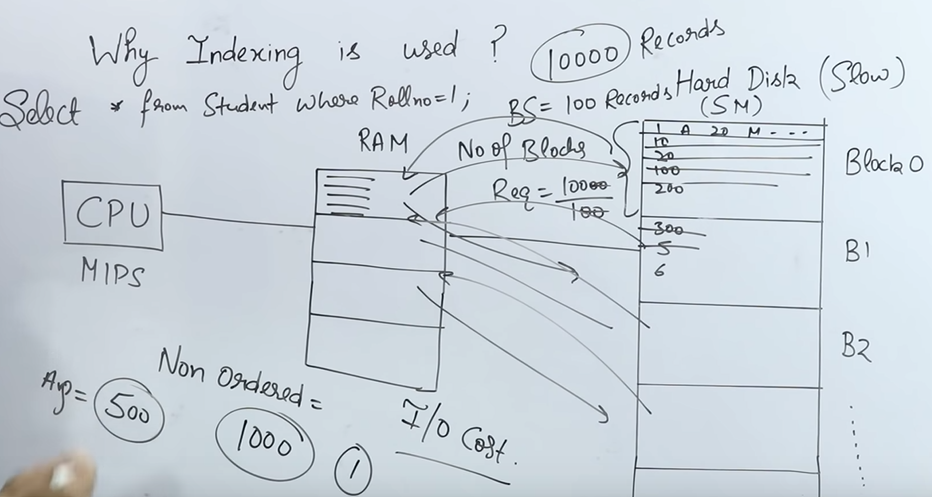 Why Indexing is used ? 10000 Records
Select * from Student where Rollno=1;
BS = 100 Records
Hard Disk (Slow)
(SM)
RAM
No of Blocks
Req = 10000
100
CPU
MIPS
1 A 20 M - - -
10
20
100
200
Block 0
300
5
6
B1
B2
Non Ordered =
1000
1
500
I/O Cost.